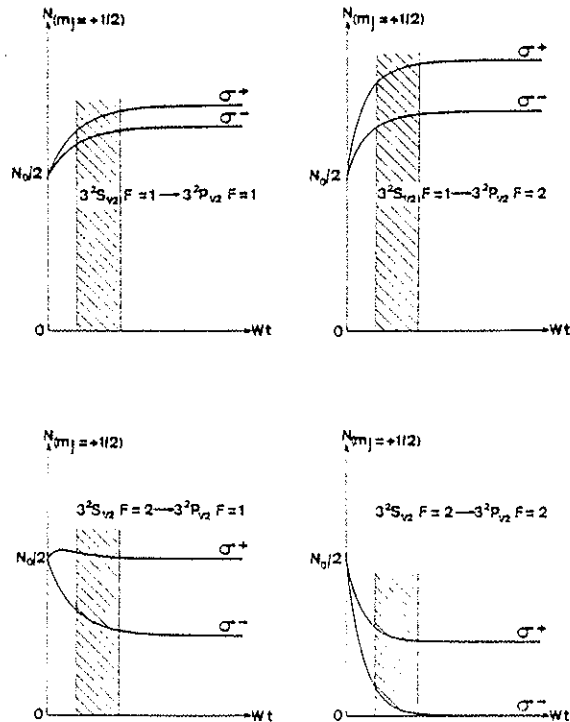 N(mj = +1/2) N(mj = +1/2)
σ+ σ+
σ− σ−
N₀/2 N₀/2
3²S₁/₂ F = 1 → 3²P₁/₂ F = 1 3²S₁/₂ F = 1 → 3²P₁/₂ F = 2
0 Wt 0 Wt
N(mj = +1/2) N(mj = +1/2)
3²S₁/₂ F = 2 → 3²P₁/₂ F = 1 3²S₁/₂ F = 2 → 3²P₁/₂ F = 2
N₀/2 σ+ N₀/2
σ− σ+
0 Wt 0 σ− Wt